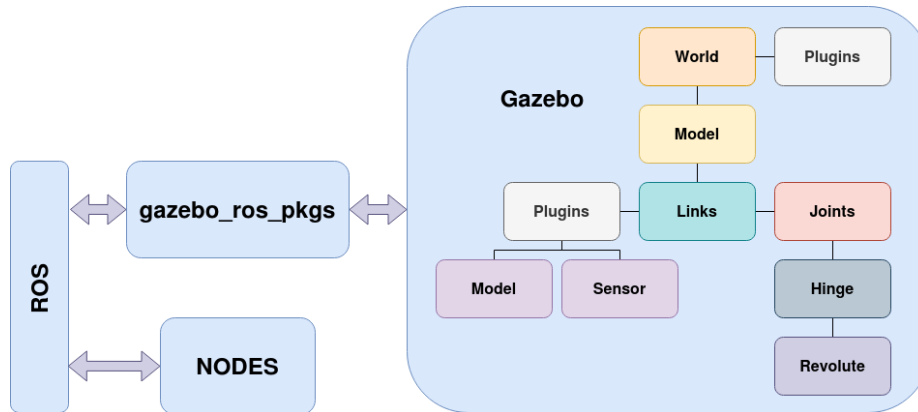 World
Plugins
Gazebo
Model
gazebo_ros_pkgs
Plugins
Links
Joints
ROS
Model
Sensor
Hinge
NODES
Revolute